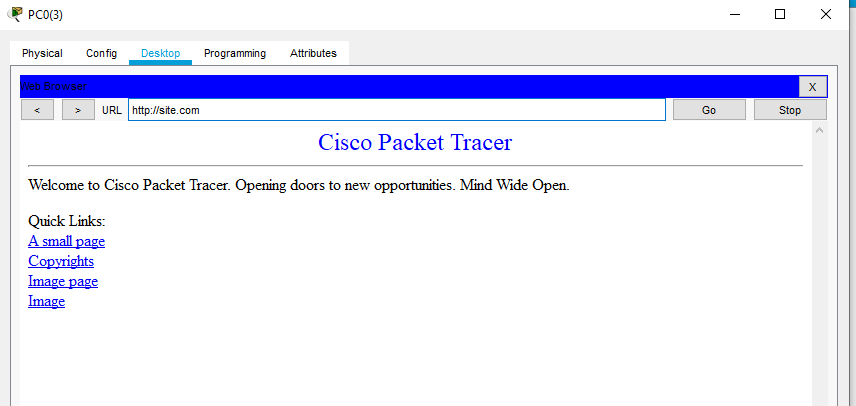 PC0(3)
Physical Config Desktop Programming Attributes
Web Browser X
< > URL http://site.com Go Stop
Cisco Packet Tracer
Welcome to Cisco Packet Tracer. Opening doors to new opportunities. Mind Wide Open.
Quick Links:
A small page
Copyrights
Image page
Image